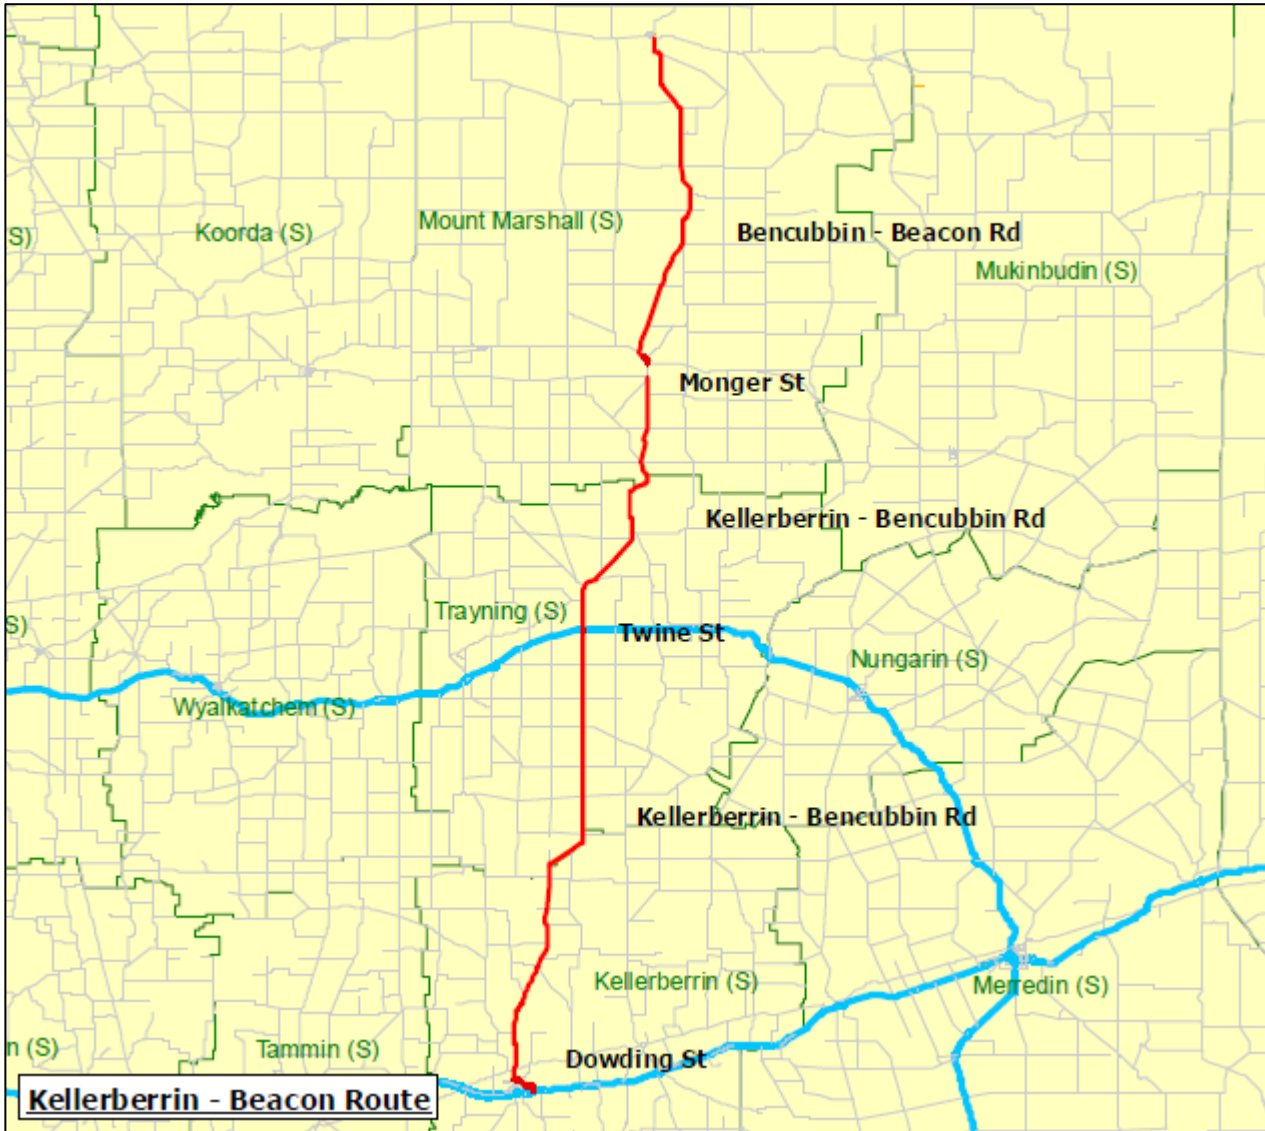 Mount Marshall (S)
Koorda (S)
S)
Bencubbin - Beacon Rd
Mukinbudin (S)
Monger St
Kellerberrin - Bencubbin Rd
Trayning (S)
S)
Twine St
Nungarin (S)
Wyalkatchem (S)
Kellerberrin - Bencubbin Rd
Kellerberrin (S)
Merredin (S)
n (S)
Tammin (S)
Dowding St
Kellerberrin - Beacon Route